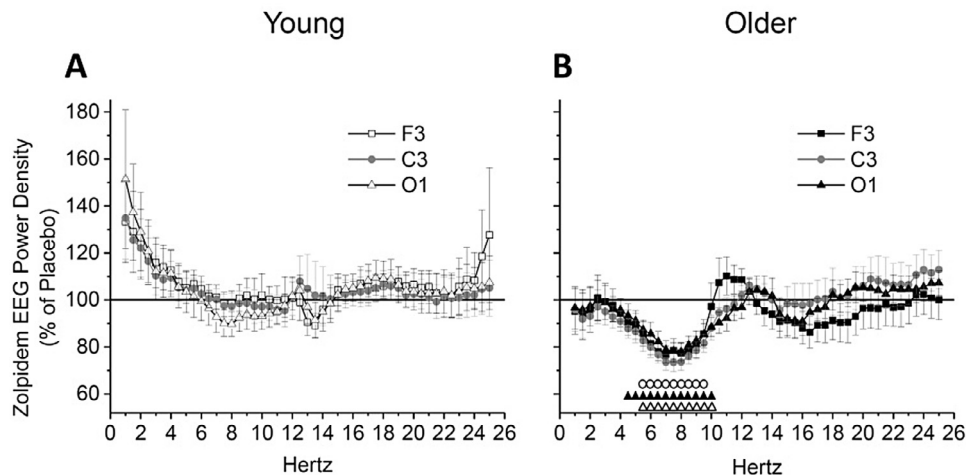 Young
Older
A
B
Zolpidem EEG Power Density
(% of Placebo)
180
160
140
120
100
80
60
F3
C3
O1
F3
C3
O1
0 2 4 6 8 10 12 14 16 18 20 22 24 26
0 2 4 6 8 10 12 14 16 18 20 22 24 26
Hertz
Hertz